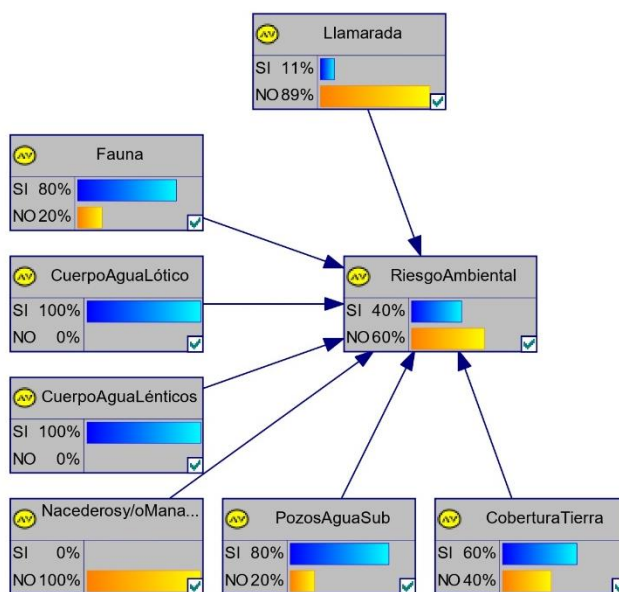 Llamarada
SI 11%
NO 89%
Fauna
SI 80%
NO 20%
CuerpoAguaLótico
SI 100%
NO 0%
RiesgoAmbiental
SI 40%
NO 60%
CuerpoAguaLénticos
SI 100%
NO 0%
Nacederosy/oMana...
SI 0%
NO 100%
PozosAguaSub
SI 80%
NO 20%
CoberturaTierra
SI 60%
NO 40%